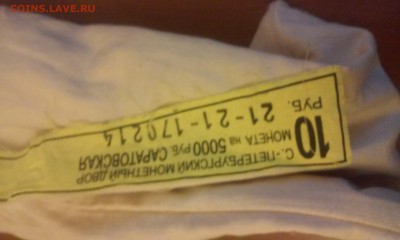 COINS.LAVE.RU
С.-ПЕТЕРБУРГСКИЙ МОНЕТНЫЙ ДВОР
10 МОНЕТА на 5000 РУБ. САРАТОВСКАЯ
РУБ. 21-21-170214